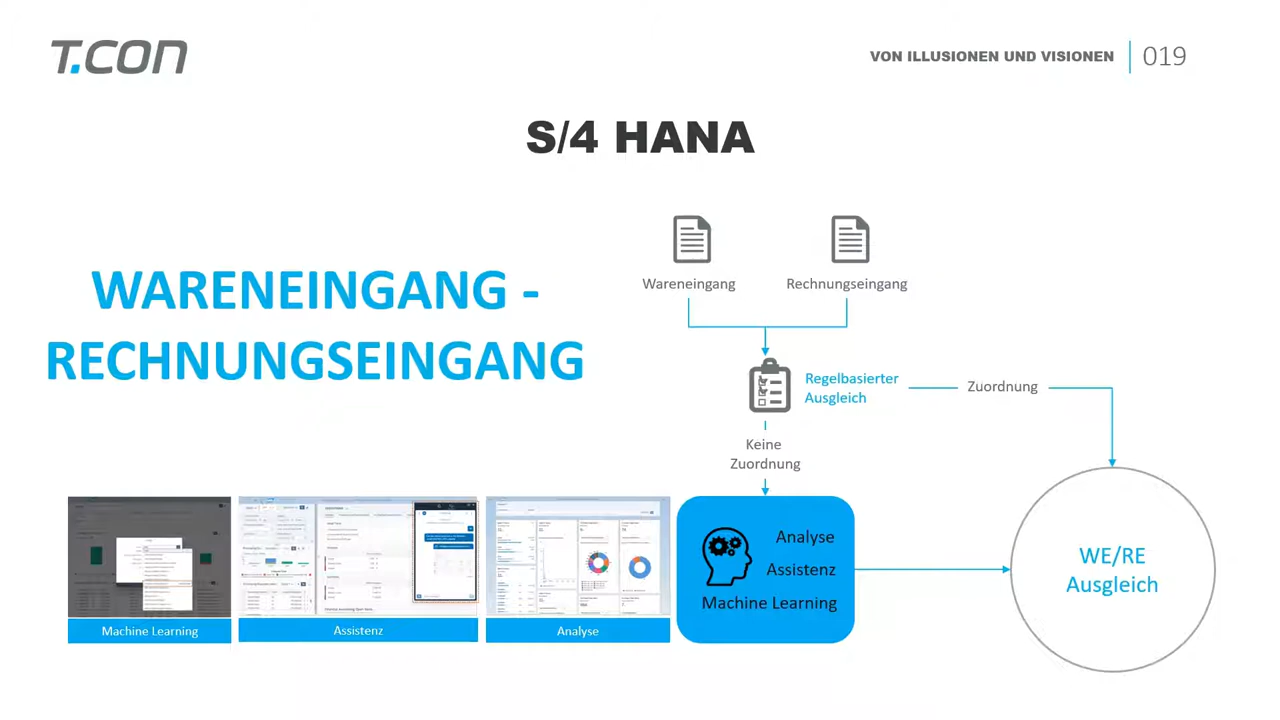 T.CON
VON ILLUSIONEN UND VISIONEN
019
S/4 HANA
WARENEINGANG -
RECHNUNGSEINGANG
Wareneingang
Rechnungseingang
Regelbasierter
Ausgleich
Zuordnung
Keine
Zuordnung
Machine Learning
Assistenz
Analyse
Analyse
Assistenz
Machine Learning
WE/RE
Ausgleich